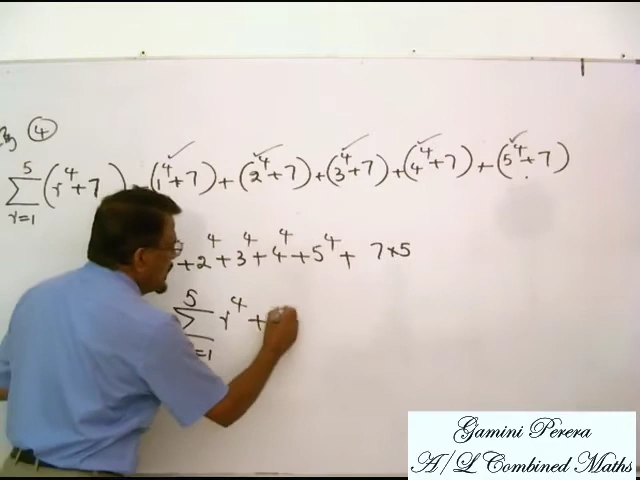 ④
5
∑ (r⁴+7) (1⁴+7) + (2⁴+7) + (3⁴+7) + (4⁴+7) + (5⁴+7)
r=1
+ 2⁴ + 3⁴ + 4⁴ + 5⁴ + 7×5
5
∑ r⁴ +
=1
Gamini Perera
A/L Combined Maths